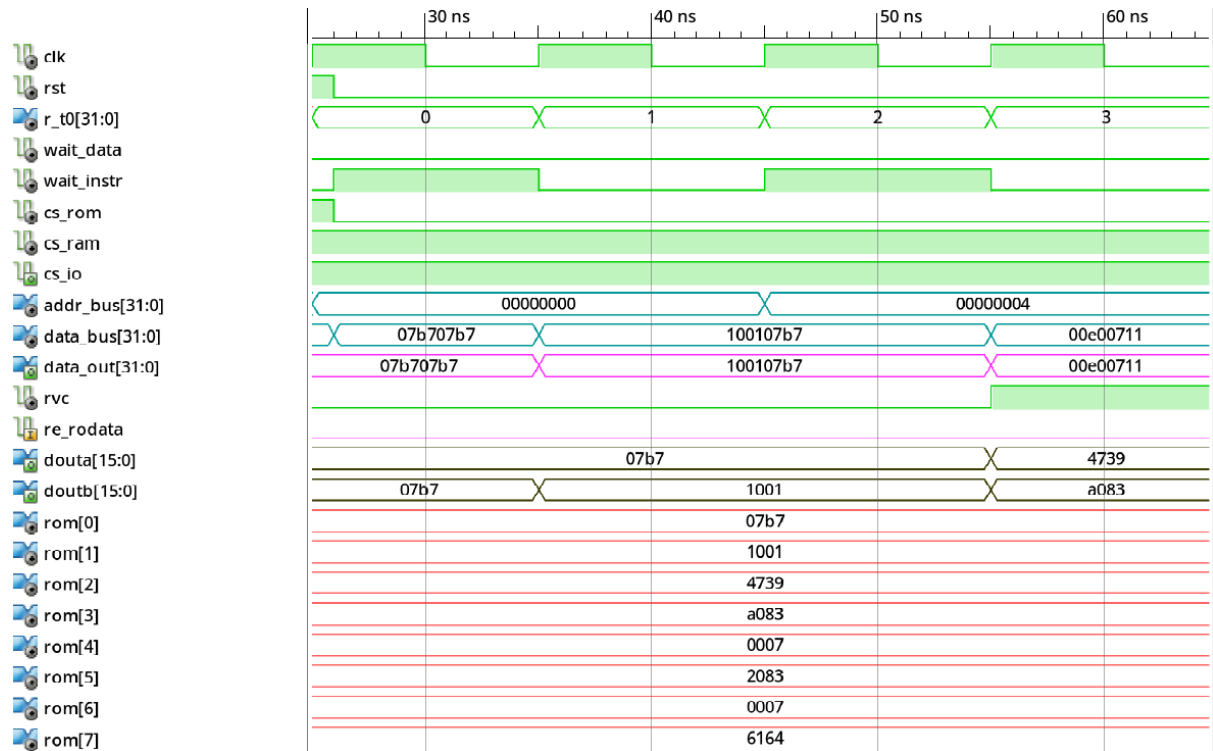 30 ns 40 ns 50 ns 60 ns
clk
rst
r_t0[31:0] 0 1 2 3
wait_data
wait_instr
cs_rom
cs_ram
cs_io
addr_bus[31:0] 00000000 00000004
data_bus[31:0] 07b707b7 100107b7 00e00711
data_out[31:0] 07b707b7 100107b7 00e00711
rvc
re_rodata
douta[15:0] 07b7 4739
doutb[15:0] 07b7 1001 a083
rom[0] 07b7
rom[1] 1001
rom[2] 4739
rom[3] a083
rom[4] 0007
rom[5] 2083
rom[6] 0007
rom[7] 6164